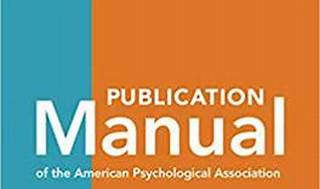 PUBLICATION
Manual
of the American Psychological Association